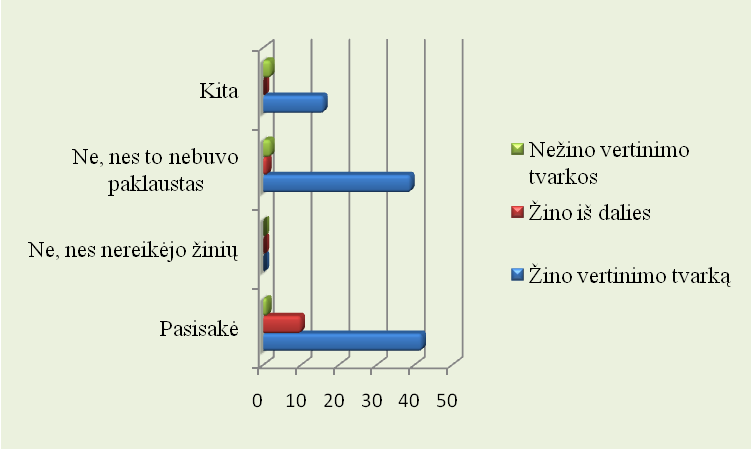 Kita
Ne, nes to nebuvo
paklaustas
Ne, nes nereikėjo žinių
Pasisakė
0 10 20 30 40 50
Nežino vertinimo
tvarkos
Žino iš dalies
Žino vertinimo tvarką